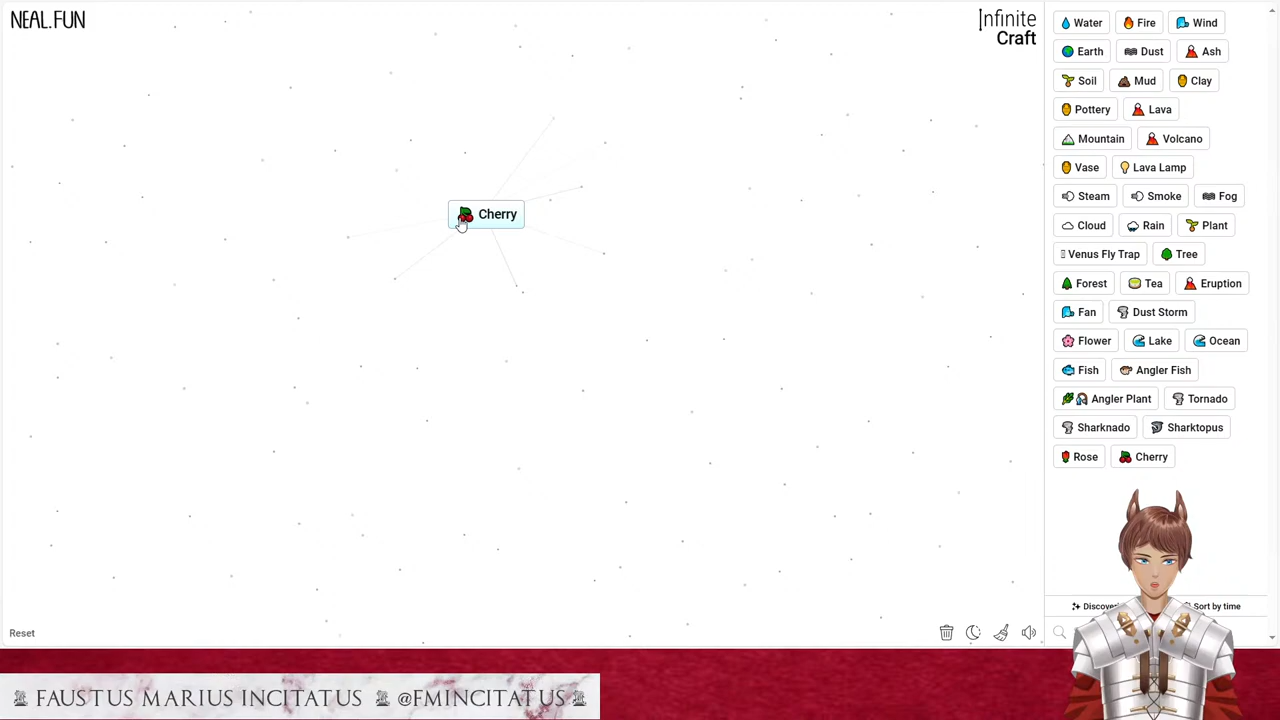 NEAL.FUN
Infinite
Craft
Cherry
Water Fire Wind
Earth Dust Ash
Soil Mud Clay
Pottery Lava
Mountain Volcano
Vase Lava Lamp
Steam Smoke Fog
Cloud Rain Plant
Venus Fly Trap Tree
Forest Tea Eruption
Fan Dust Storm
Flower Lake Ocean
Fish Angler Fish
Angler Plant Tornado
Sharknado Sharktopus
Rose Cherry
Sort by time
Reset
FAUSTUS MARIUS INCITATUS @FMINCITATUS